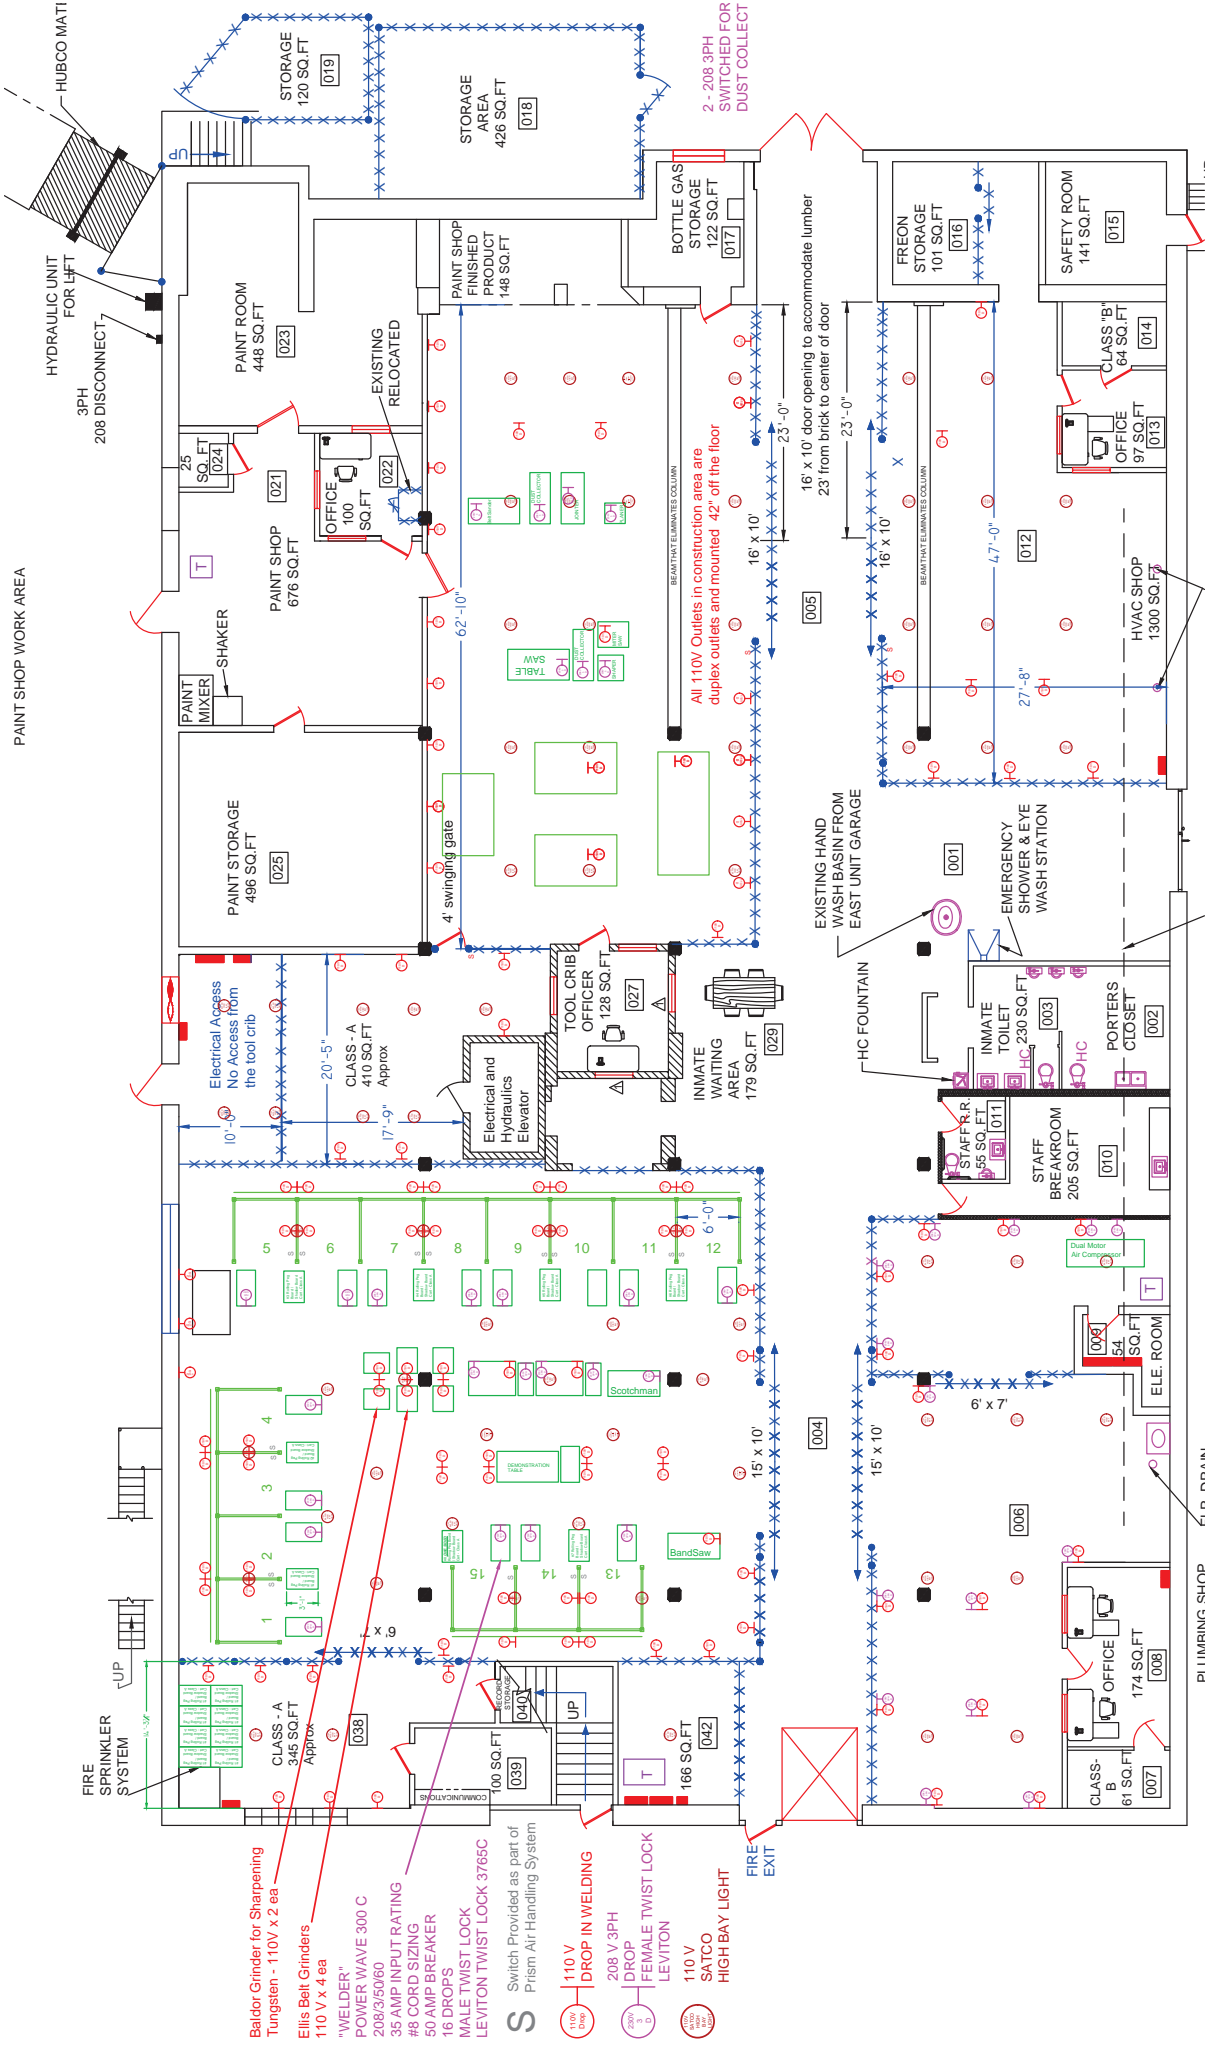 PAINT SHOP WORK AREA
HUBCO MATI
HYDRAULIC UNIT
FOR LIFT
3PH
208 DISCONNECT
UP
STORAGE
120 SQ.FT
019
STORAGE
AREA
426 SQ.FT
018
2 - 208 3PH
SWITCHED FOR
DUST COLLECT
PAINT ROOM
448 SQ.FT
023
PAINT SHOP
FINISHED
PRODUCT
148 SQ.FT
BOTTLE GAS
STORAGE
122 SQ.FT
017
FREON
STORAGE
101 SQ.FT
016
SAFETY ROOM
141 SQ.FT
015
25
SQ. FT
024
021
OFFICE
100
SQ.FT
022
EXISTING
RELOCATED
PAINT SHOP
676 SQ.FT
T
SHAKER
PAINT
MIXER
62'-10"
TABLE
SAW
BEAM THAT ELIMINATES COLUMN
All 110V Outlets in construction area are
duplex outlets and mounted 42" off the floor
16' x 10'
23'-0"
16' x 10' door opening to accommodate lumber
23' from brick to center of door
23'-0"
16' x 10'
005
BEAM THAT ELIMINATES COLUMN
47'-0"
012
CLASS "B"
64 SQ.FT
014
OFFICE
97 SQ.FT
013
HVAC SHOP
1300 SQ.FT
27'-8"
PAINT STORAGE
496 SQ.FT
025
4' swinging gate
Electrical Access
No Access from
the tool crib
10'-0"
20'-5"
CLASS - A
410 SQ.FT
Approx
17'-9"
Electrical and
Hydraulics
Elevator
TOOL CRIB
OFFICER
128 SQ.FT
027
INMATE
WAITING
AREA
179 SQ.FT
029
EXISTING HAND
WASH BASIN FROM
EAST UNIT GARAGE
001
EMERGENCY
SHOWER & EYE
WASH STATION
HC FOUNTAIN
INMATE
TOILET
230 SQ.FT
003
HC
HC
PORTERS
CLOSET
002
STAFF R.R.
55 SQ. FT
011
STAFF
BREAKROOM
205 SQ.FT
010
5
6
7
8
9
10
11
12
6'-0"
Scotchman
DEMONSTRATION
TABLE
BandSaw
4
3
2
1
3'-1"
15
14
13
6' x 7'
15' x 10'
004
15' x 10'
Dual Motor
Air Compressor
T
009
54
SQ.FT
ELE. ROOM
6' x 7'
006
OFFICE
174 SQ.FT
008
CLASS-
B
61 SQ.FT
007
PLUMBING SHOP
UP
FIRE
SPRINKLER
SYSTEM
CLASS - A
345 SQ.FT
Approx
038
COMMUNICATIONS
RECORD
STORAGE
040
100 SQ.FT
039
UP
T
166 SQ.FT
042
FIRE
EXIT
Baldor Grinder for Sharpening
Tungsten - 110V x 2 ea
Ellis Belt Grinders
110 V x 4 ea
"WELDER"
POWER WAVE 300 C
208/3/50/60
35 AMP INPUT RATING
#8 CORD SIZING
50 AMP BREAKER
16 DROPS
MALE TWIST LOCK
LEVITON TWIST LOCK 3765C
S
Switch Provided as part of
Prism Air Handling System
110V
Drop
110 V
DROP IN WELDING
208 V 3PH
DROP
FEMALE TWIST LOCK
LEVITON
110 V
SATCO
HIGH BAY LIGHT